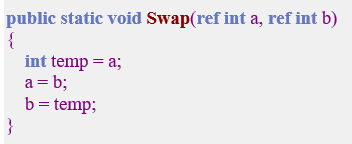 public static void Swap(ref int a, ref int b)
{
    int temp = a;
    a = b;
    b = temp;
}